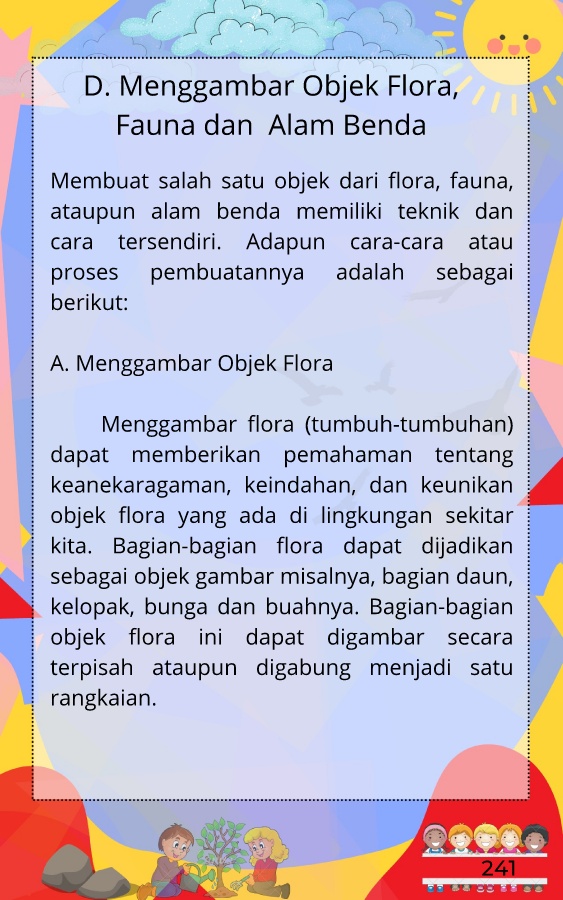 D. Menggambar Objek Flora,
Fauna dan Alam Benda
Membuat salah satu objek dari flora, fauna,
ataupun alam benda memiliki teknik dan
cara tersendiri. Adapun cara-cara atau
proses pembuatannya adalah sebagai
berikut:
A. Menggambar Objek Flora
Menggambar flora (tumbuh-tumbuhan)
dapat memberikan pemahaman tentang
keanekaragaman, keindahan, dan keunikan
objek flora yang ada di lingkungan sekitar
kita. Bagian-bagian flora dapat dijadikan
sebagai objek gambar misalnya, bagian daun,
kelopak, bunga dan buahnya. Bagian-bagian
objek flora ini dapat digambar secara
terpisah ataupun digabung menjadi satu
rangkaian.
241